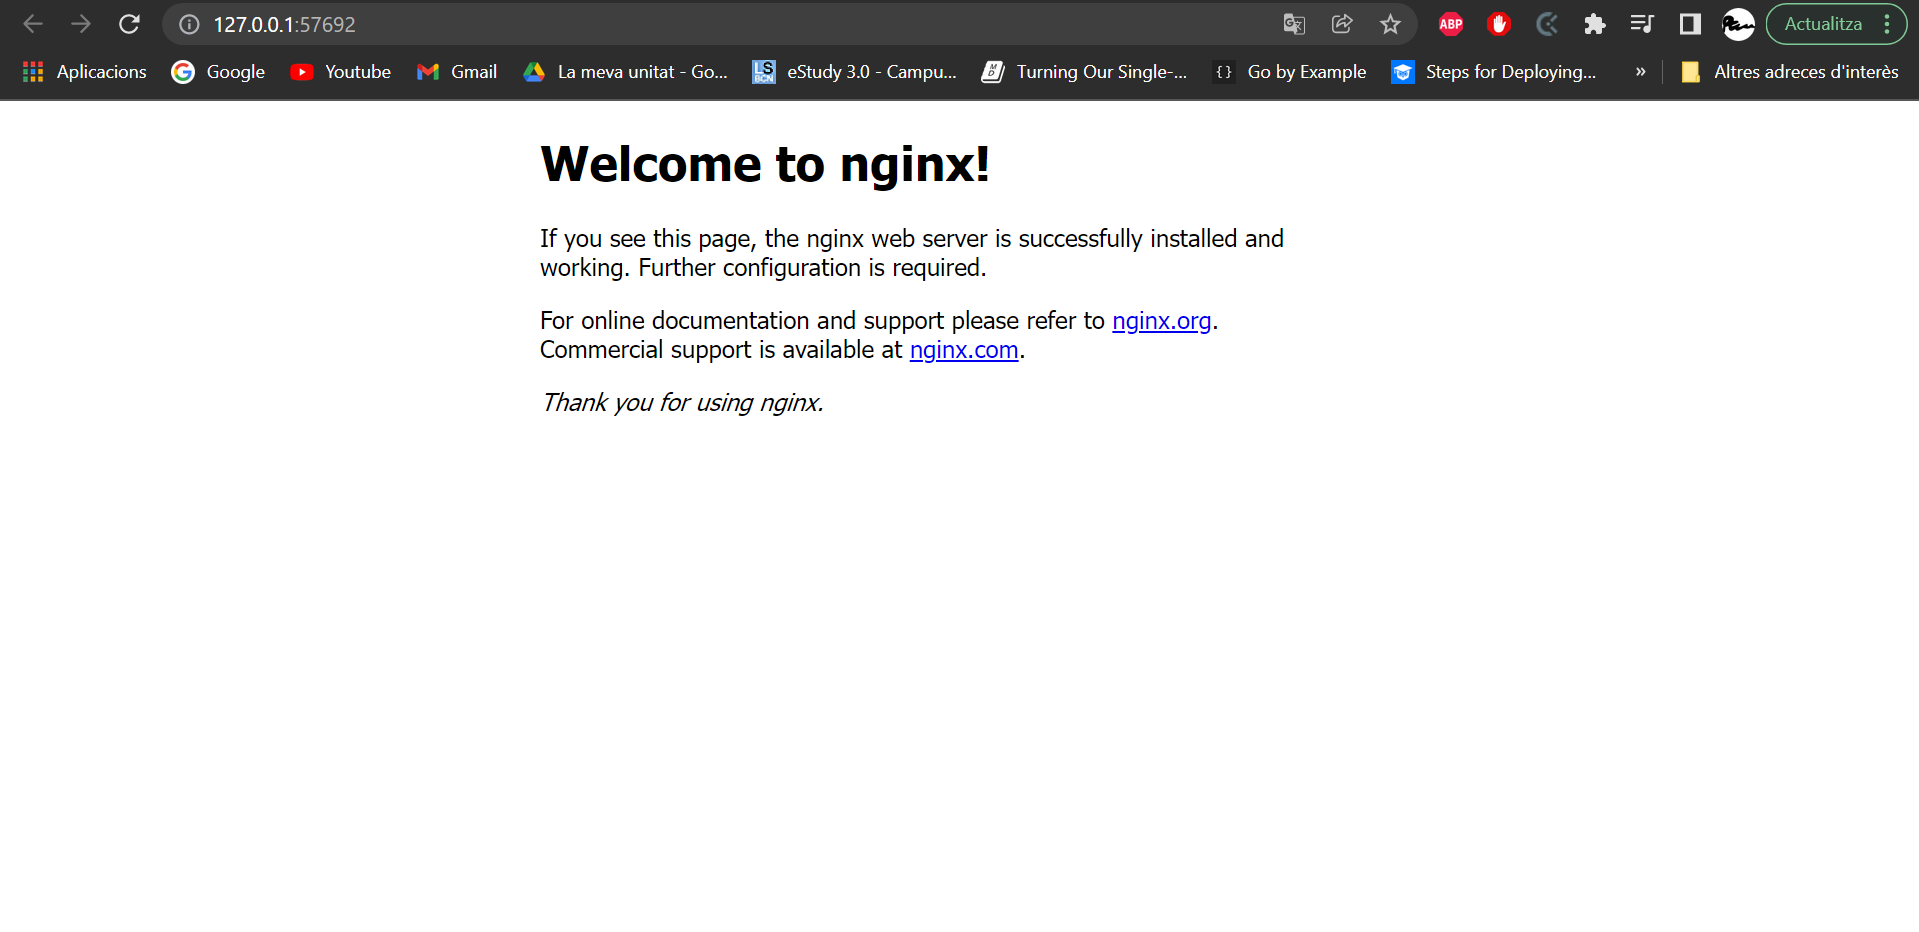 127.0.0.1:57692
ABP
Actualitza
Aplicacions Google Youtube Gmail La meva unitat - Go... LS BCN eStudy 3.0 - Campu... MD Turning Our Single-... {} Go by Example Steps for Deploying... » Altres adreces d'interès
Welcome to nginx!
If you see this page, the nginx web server is successfully installed and
working. Further configuration is required.
For online documentation and support please refer to nginx.org.
Commercial support is available at nginx.com.
Thank you for using nginx.